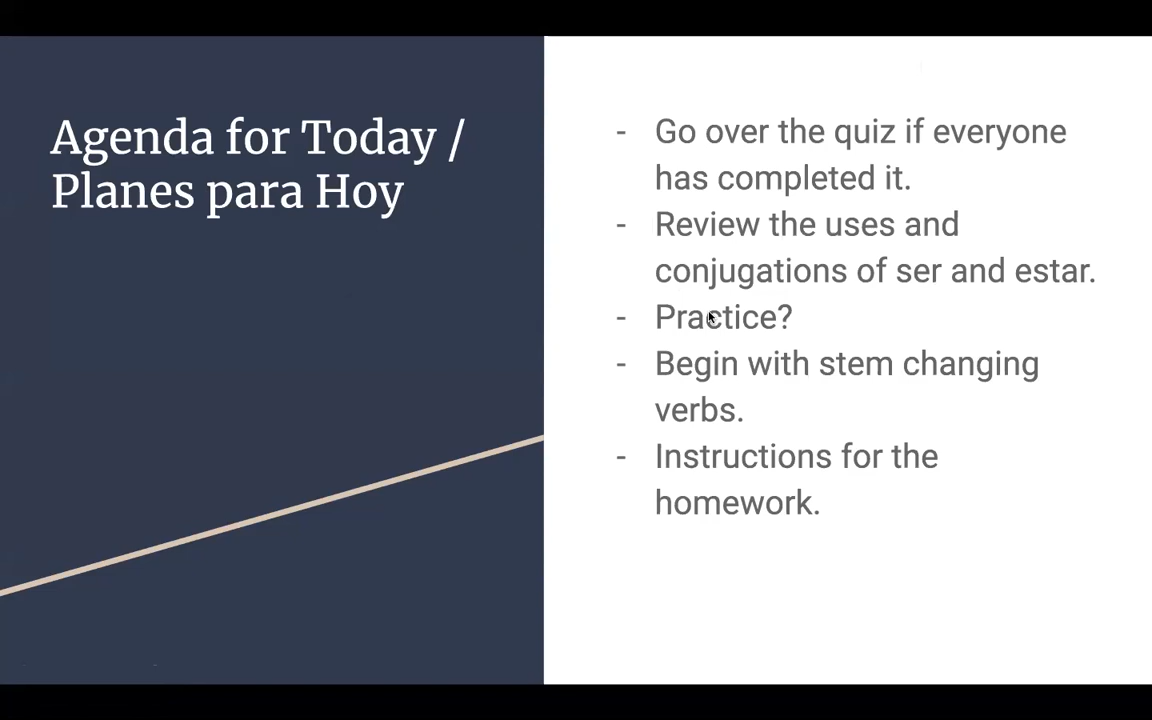 Agenda for Today /
Planes para Hoy
- Go over the quiz if everyone
has completed it.
- Review the uses and
conjugations of ser and estar.
- Practice?
- Begin with stem changing
verbs.
- Instructions for the
homework.